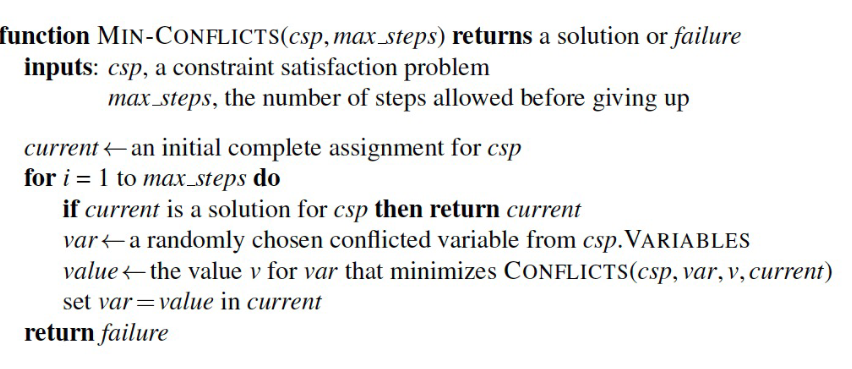 function MIN-CONFLICTS(csp, max_steps) returns a solution or failure
inputs: csp, a constraint satisfaction problem
max_steps, the number of steps allowed before giving up
current ← an initial complete assignment for csp
for i = 1 to max_steps do
if current is a solution for csp then return current
var ← a randomly chosen conflicted variable from csp.VARIABLES
value ← the value v for var that minimizes CONFLICTS(csp, var, v, current)
set var = value in current
return failure